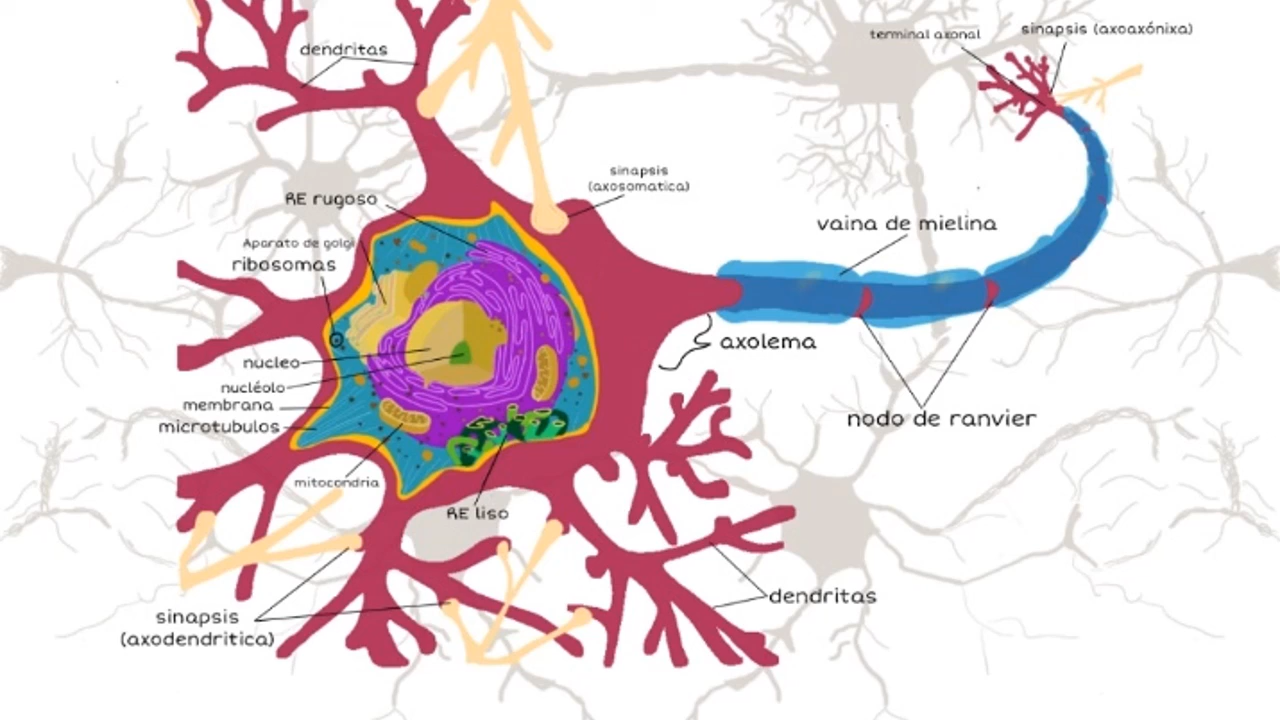 terminal axonal
sinapsis (axoaxónixa)
dendritas
sinapsis
(axosomatica)
RE rugoso
vaina de mielina
Aparato de golgi
ribosomas
axolema
nucleo
nucléolo
membrana
microtubulos
nodo de ranvier
mitocondria
RE liso
dendritas
sinapsis
(axodendritica)